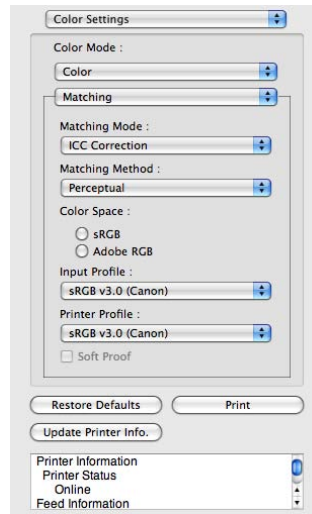 Color Settings
Color Mode :
Color
Matching
Matching Mode :
ICC Correction
Matching Method :
Perceptual
Color Space :
sRGB
Adobe RGB
Input Profile :
sRGB v3.0 (Canon)
Printer Profile :
sRGB v3.0 (Canon)
Soft Proof
Restore Defaults Print
Update Printer Info.
Printer Information
Printer Status
Online
Feed Information